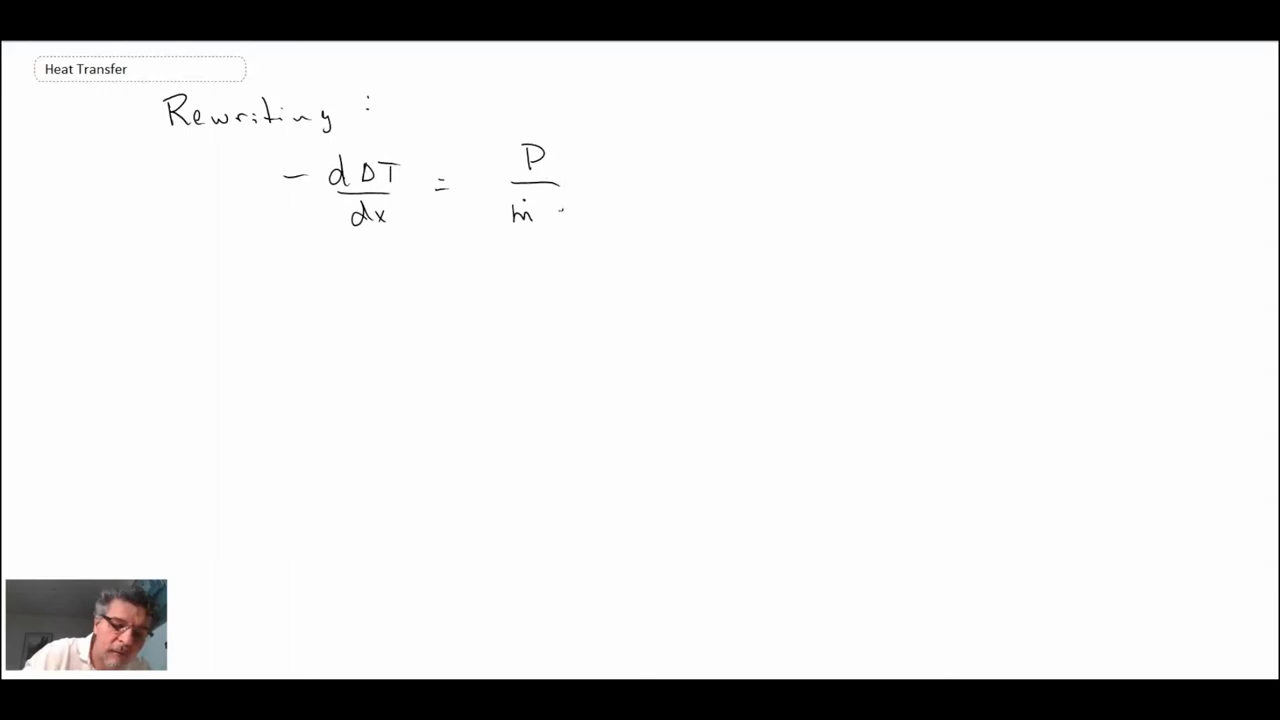 Heat Transfer
Rewriting :
- dΔT/dx = P/ṁ